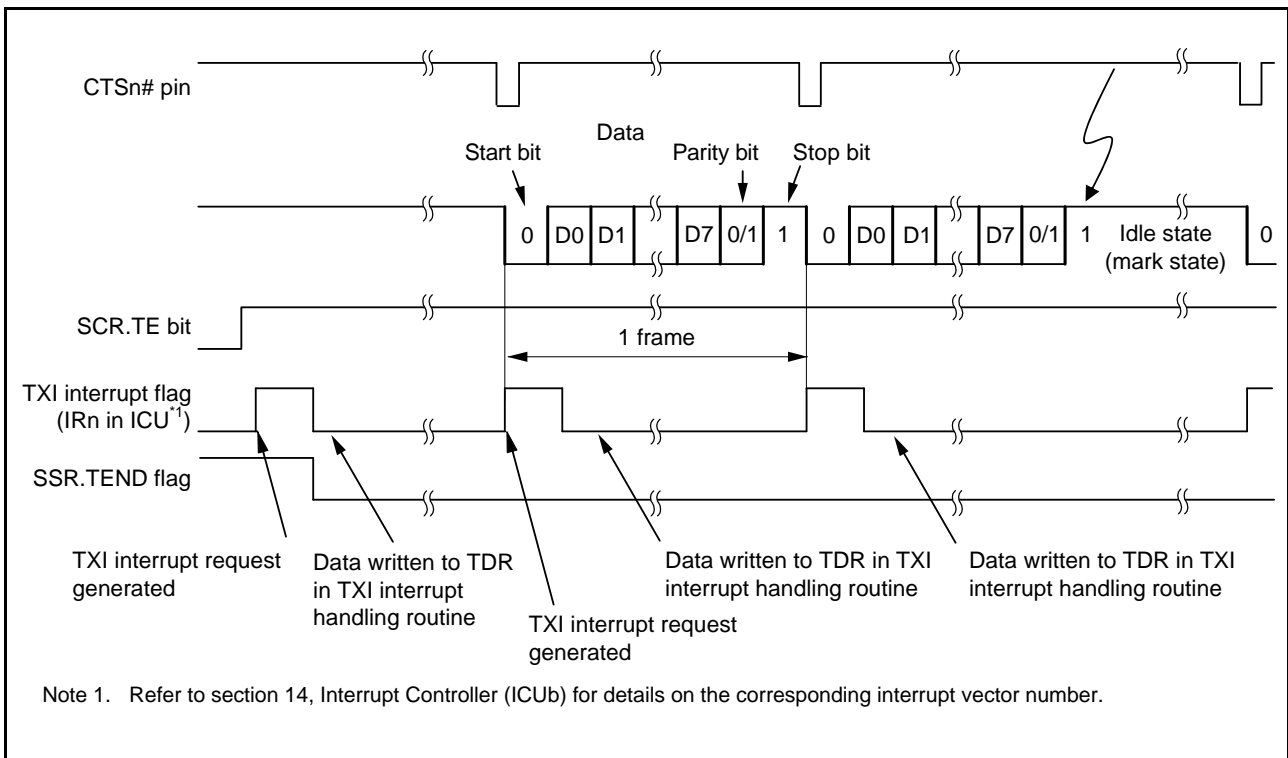 CTSn# pin
Data
Start bit
Parity bit
Stop bit
0 D0 D1 D7 0/1 1 0 D0 D1 D7 0/1 1 Idle state (mark state) 0
SCR.TE bit
1 frame
TXI interrupt flag
(IRn in ICU*1)
SSR.TEND flag
TXI interrupt request
generated
Data written to TDR
in TXI interrupt
handling routine
TXI interrupt request
generated
Data written to TDR in TXI
interrupt handling routine
Data written to TDR in TXI
interrupt handling routine
Note 1. Refer to section 14, Interrupt Controller (ICUb) for details on the corresponding interrupt vector number.